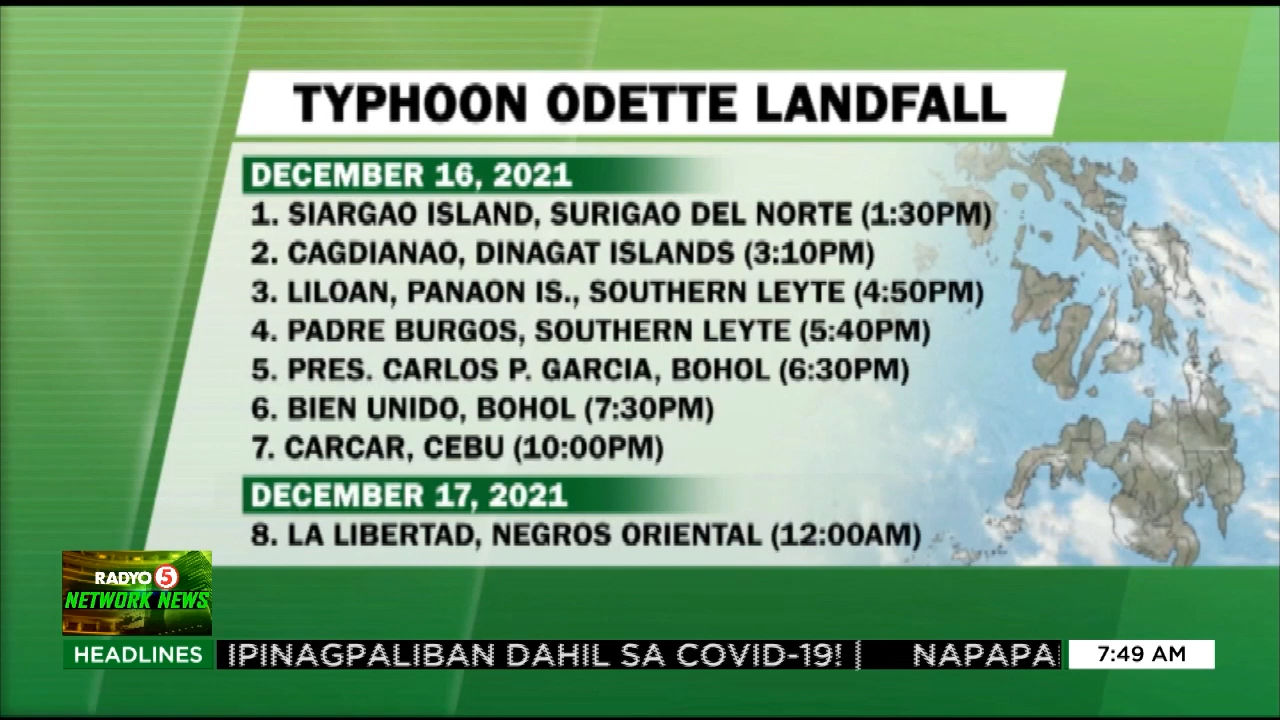 TYPHOON ODETTE LANDFALL
DECEMBER 16, 2021
1. SIARGAO ISLAND, SURIGAO DEL NORTE (1:30PM)
2. CAGDIANAO, DINAGAT ISLANDS (3:10PM)
3. LILOAN, PANAON IS., SOUTHERN LEYTE (4:50PM)
4. PADRE BURGOS, SOUTHERN LEYTE (5:40PM)
5. PRES. CARLOS P. GARCIA, BOHOL (6:30PM)
6. BIEN UNIDO, BOHOL (7:30PM)
7. CARCAR, CEBU (10:00PM)
DECEMBER 17, 2021
8. LA LIBERTAD, NEGROS ORIENTAL (12:00AM)
RADYO 5
NETWORK NEWS
HEADLINES IPINAGPALIBAN DAHIL SA COVID-19! | NAPAPA 7:49 AM